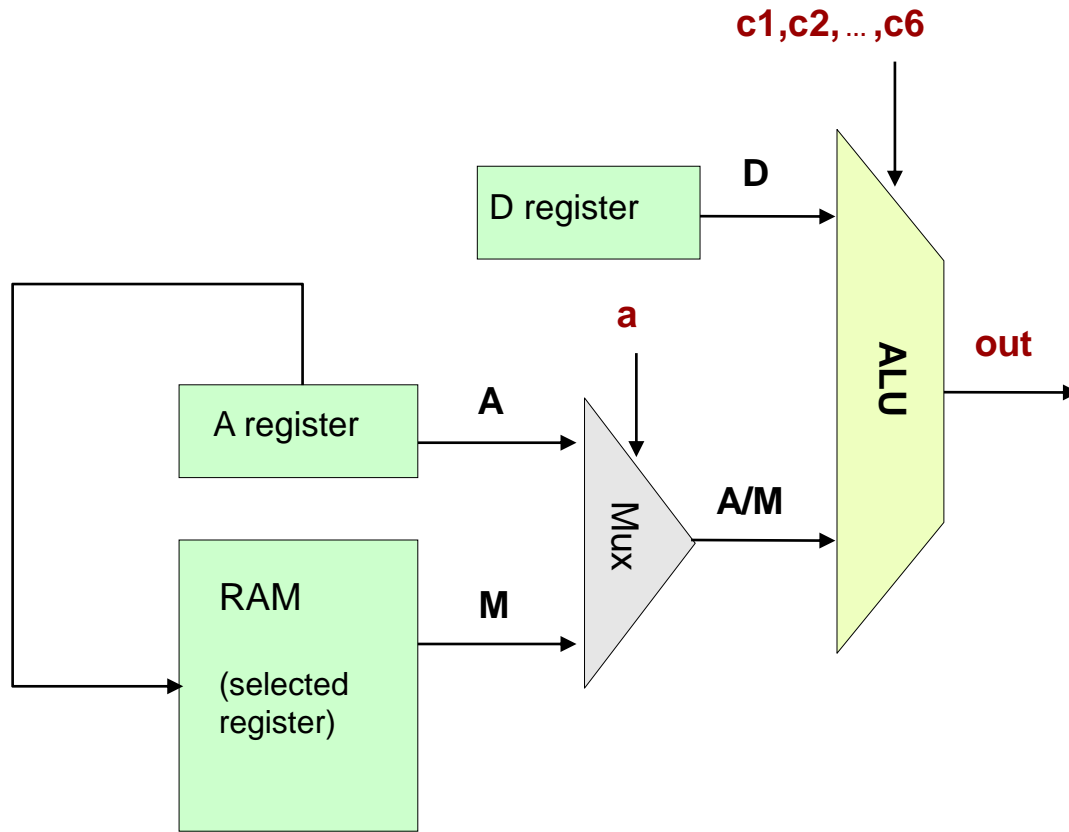 c1,c2, ... ,c6
D register
D
a
A register
A
Mux
A/M
ALU
out
RAM
(selected
register)
M